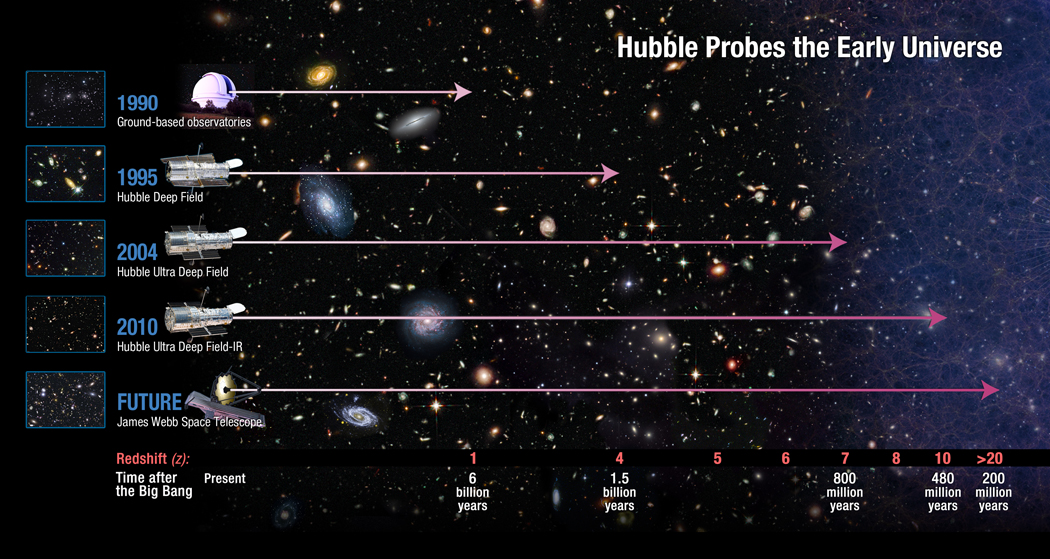 Hubble Probes the Early Universe
1990
Ground-based observatories
1995
Hubble Deep Field
2004
Hubble Ultra Deep Field
2010
Hubble Ultra Deep Field-IR
FUTURE
James Webb Space Telescope
Redshift (z): 1 4 5 6 7 8 10 >20
Time after
the Big Bang
Present
6
billion
years
1.5
billion
years
800
million
years
480
million
years
200
million
years